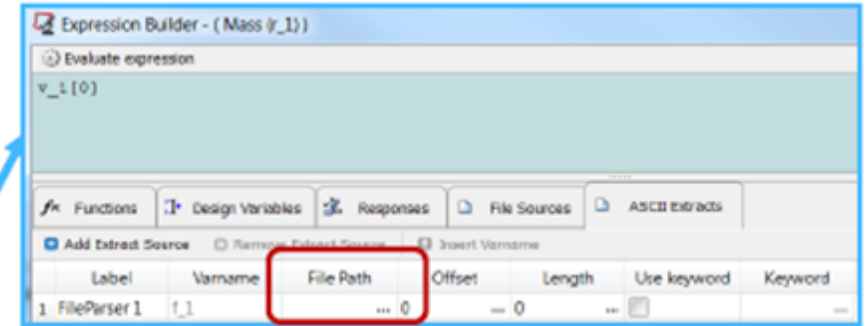 Expression Builder - ( Mass (r_1) )
Evaluate expression
v_1[0]
fx Functions Design Variables Responses File Sources ASCII Extracts
Add Extract Source Remove Extract Source Insert Varname
Label Varname File Path Offset Length Use keyword Keyword
1 FileParser 1 f_1 ... 0 ... 0 ... ...